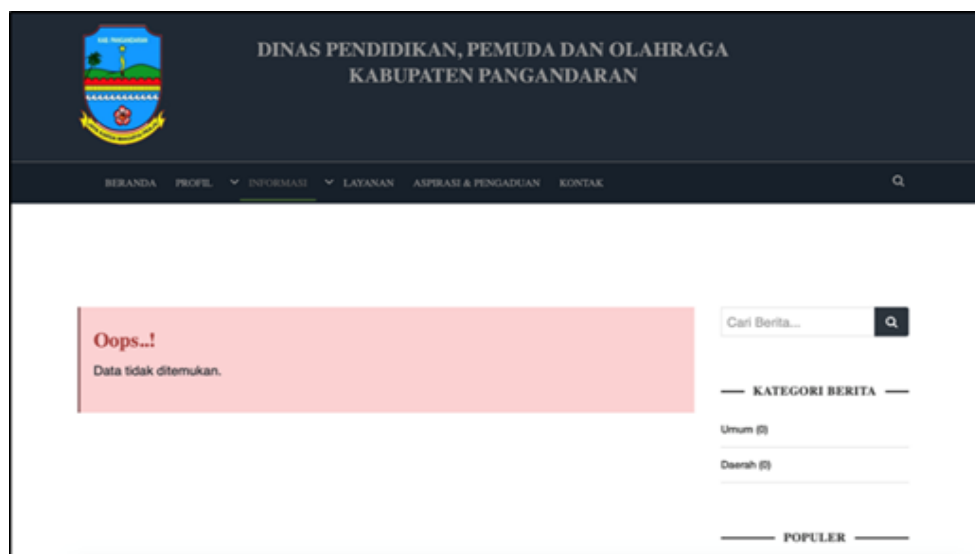 DINAS PENDIDIKAN, PEMUDA DAN OLAHRAGA
KABUPATEN PANGANDARAN
BERANDA PROFIL INFORMASI LAYANAN ASPIRASI & PENGADUAN KONTAK
Oops..!
Data tidak ditemukan.
Cari Berita...
KATEGORI BERITA
Umum (0)
Daerah (0)
POPULER